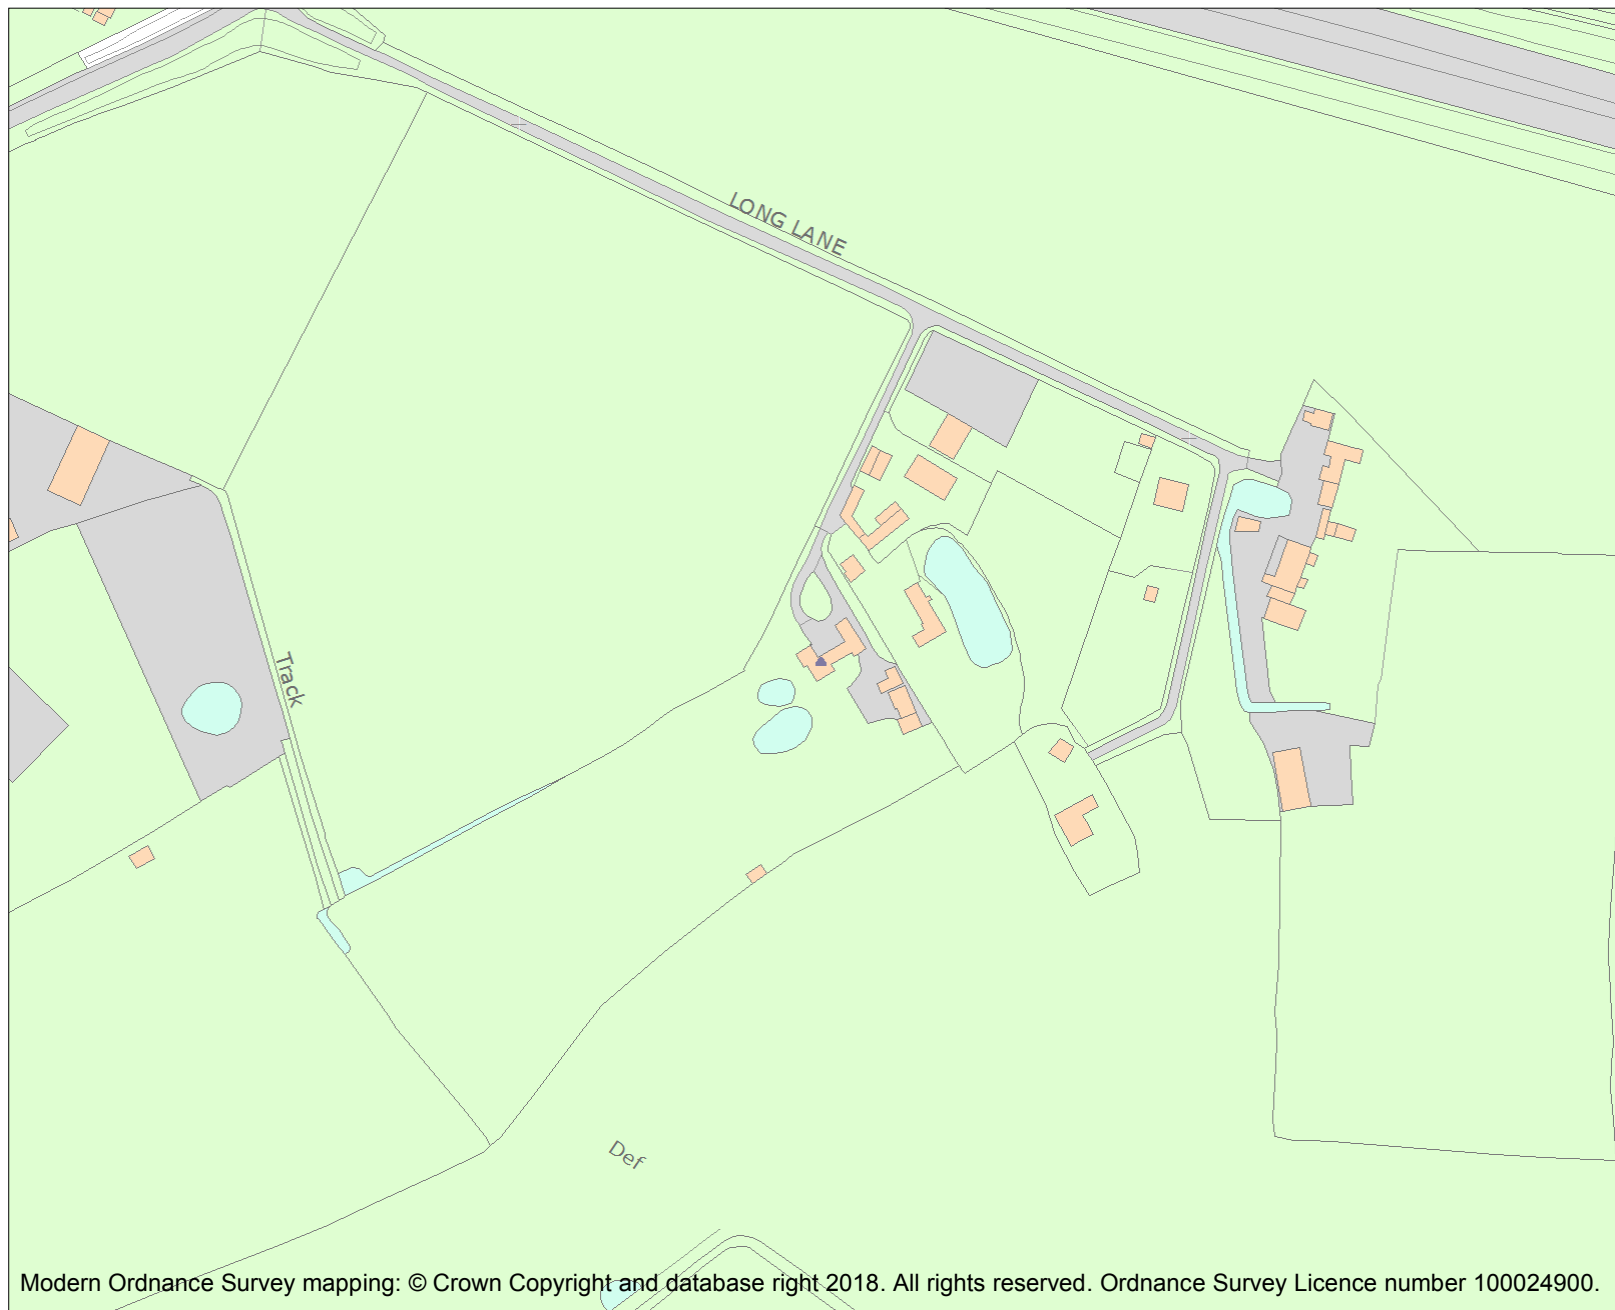 LONG LANE
Track
Def
Modern Ordnance Survey mapping: © Crown Copyright and database right 2018. All rights reserved. Ordnance Survey Licence number 100024900.